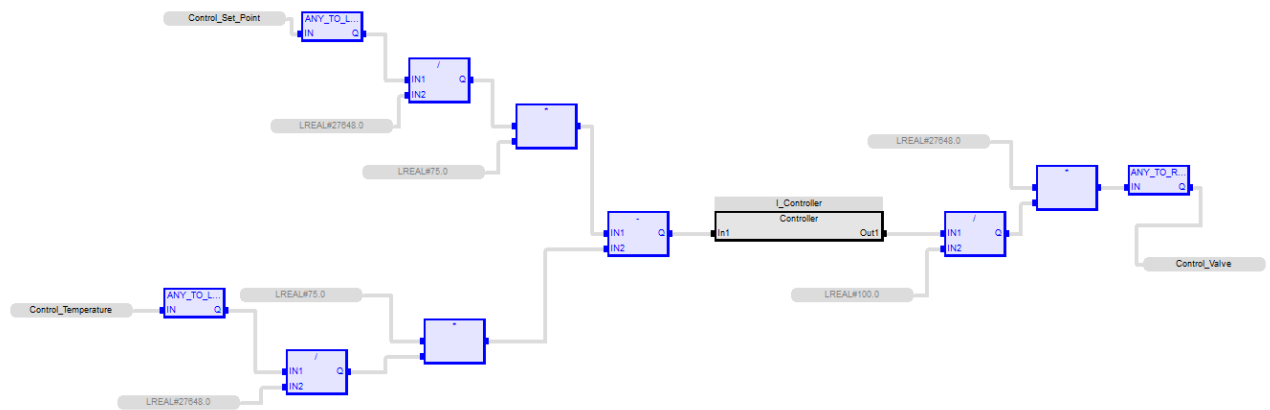 Control_Set_Point
ANY_TO_L...
IN Q
/
IN1 Q
IN2
LREAL#27648.0
*
LREAL#75.0
LREAL#27648.0
*
ANY_TO_R...
IN Q
I_Controller
Controller
In1 Out1
-
IN1 Q
IN2
/
IN1 Q
IN2
Control_Valve
LREAL#100.0
Control_Temperature
ANY_TO_L...
IN Q
LREAL#75.0
*
/
IN1 Q
IN2
LREAL#27648.0